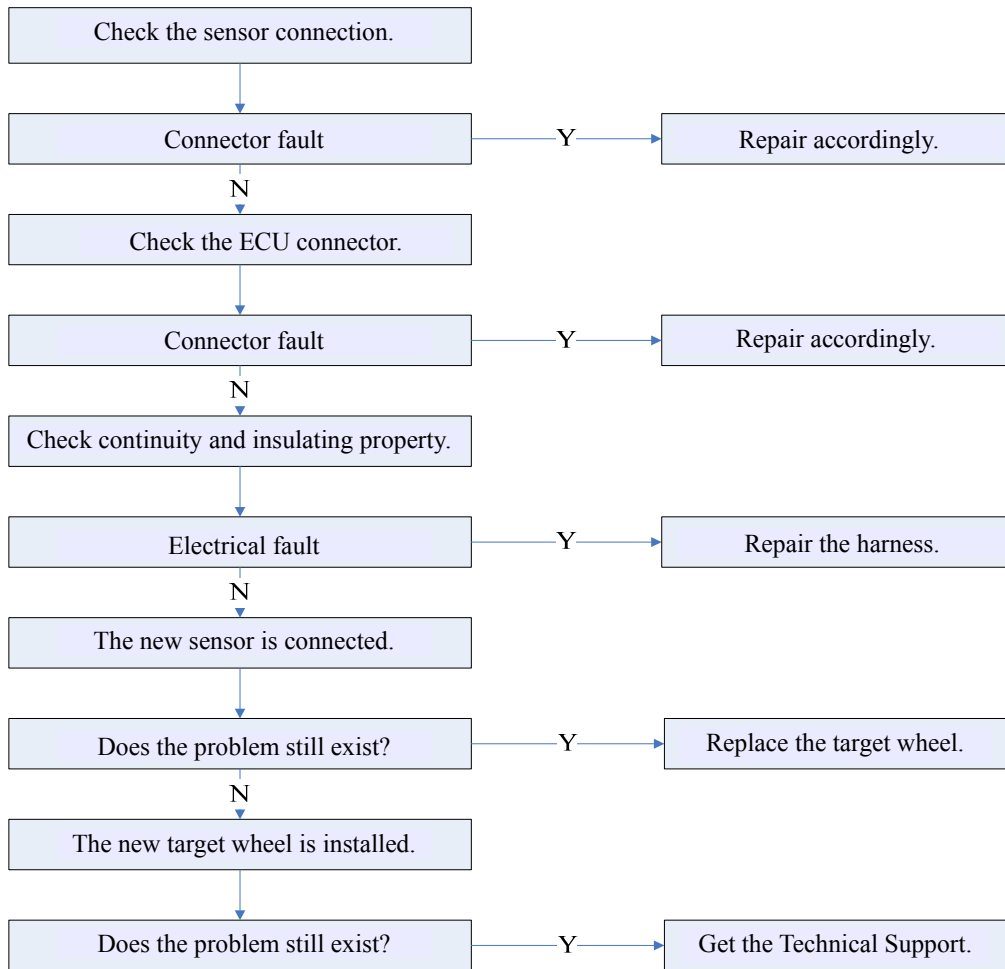 Check the sensor connection.
Connector fault
Y
Repair accordingly.
N
Check the ECU connector.
Connector fault
Y
Repair accordingly.
N
Check continuity and insulating property.
Electrical fault
Y
Repair the harness.
N
The new sensor is connected.
Does the problem still exist?
Y
Replace the target wheel.
N
The new target wheel is installed.
Does the problem still exist?
Y
Get the Technical Support.